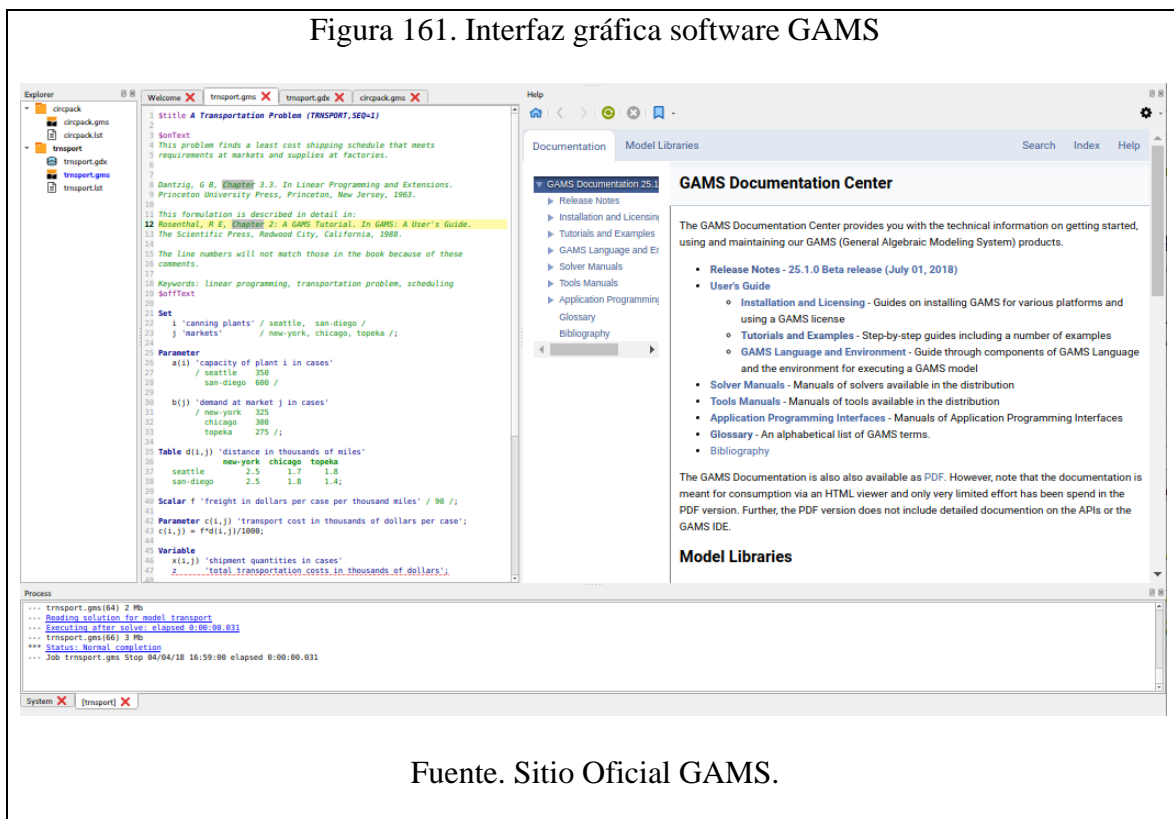 Figura 161. Interfaz gráfica software GAMS
Explorer
circpack
circpack.gms
circpack.lst
trnsport
trnsport.gdx
trnsport.gms
trnsport.lst
Welcome trnsport.gms trnsport.gdx circpack.gms
1 $title A Transportation Problem (TRNSPORT,SEQ=1)
2
3 $onText
4 This problem finds a least cost shipping schedule that meets
5 requirements at markets and supplies at factories.
6
7
8 Dantzig, G B, Chapter 3.3. In Linear Programming and Extensions.
9 Princeton University Press, Princeton, New Jersey, 1963.
10
11 This formulation is described in detail in:
12 Rosenthal, R E, Chapter 2: A GAMS Tutorial. In GAMS: A User's Guide.
13 The Scientific Press, Redwood City, California, 1988.
14
15 The line numbers will not match those in the book because of these
16 comments.
17
18 Keywords: linear programming, transportation problem, scheduling
19 $offText
20
21 Set
22 i 'canning plants' / seattle, san-diego /
23 j 'markets' / new-york, chicago, topeka /;
24
25 Parameter
26 a(i) 'capacity of plant i in cases'
27 / seattle 350
28 san-diego 600 /
29
30 b(j) 'demand at market j in cases'
31 / new-york 325
32 chicago 300
33 topeka 275 /;
34
35 Table d(i,j) 'distance in thousands of miles'
36 new-york chicago topeka
37 seattle 2.5 1.7 1.8
38 san-diego 2.5 1.8 1.4;
39
40 Scalar f 'freight in dollars per case per thousand miles' / 90 /;
41
42 Parameter c(i,j) 'transport cost in thousands of dollars per case';
43 c(i,j) = f*d(i,j)/1000;
44
45 Variable
46 x(i,j) 'shipment quantities in cases'
47 z 'total transportation costs in thousands of dollars';
48
Help
Documentation Model Libraries Search Index Help
GAMS Documentation 25.1
Release Notes
Installation and Licensing
Tutorials and Examples
GAMS Language and Er
Solver Manuals
Tools Manuals
Application Programming
Glossary
Bibliography
GAMS Documentation Center
The GAMS Documentation Center provides you with the technical information on getting started,
using and maintaining our GAMS (General Algebraic Modeling System) products.
• Release Notes - 25.1.0 Beta release (July 01, 2018)
• User's Guide
Installation and Licensing - Guides on installing GAMS for various platforms and
using a GAMS license
Tutorials and Examples - Step-by-step guides including a number of examples
GAMS Language and Environment - Guide through components of GAMS Language
and the environment for executing a GAMS model
• Solver Manuals - Manuals of solvers available in the distribution
• Tools Manuals - Manuals of tools available in the distribution
• Application Programming Interfaces - Manuals of Application Programming Interfaces
• Glossary - An alphabetical list of GAMS terms.
• Bibliography
The GAMS Documentation is also also available as PDF. However, note that the documentation is
meant for consumption via an HTML viewer and only very limited effort has been spend in the
PDF version. Further, the PDF version does not include detailed documention on the APIs or the
GAMS IDE.
Model Libraries
Process
--- trnsport.gms(64) 2 Mb
--- Reading solution for model transport
--- Executing after solve: elapsed 0:00:00.031
--- trnsport.gms(66) 3 Mb
*** Status: Normal completion
--- Job trnsport.gms Stop 04/04/18 16:59:00 elapsed 0:00:00.031
System [trnsport]
Fuente. Sitio Oficial GAMS.